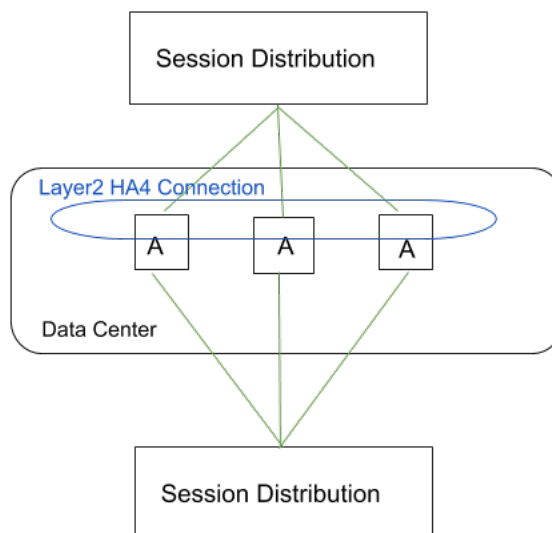 Session Distribution
Layer2 HA4 Connection
A
A
A
Data Center
Session Distribution